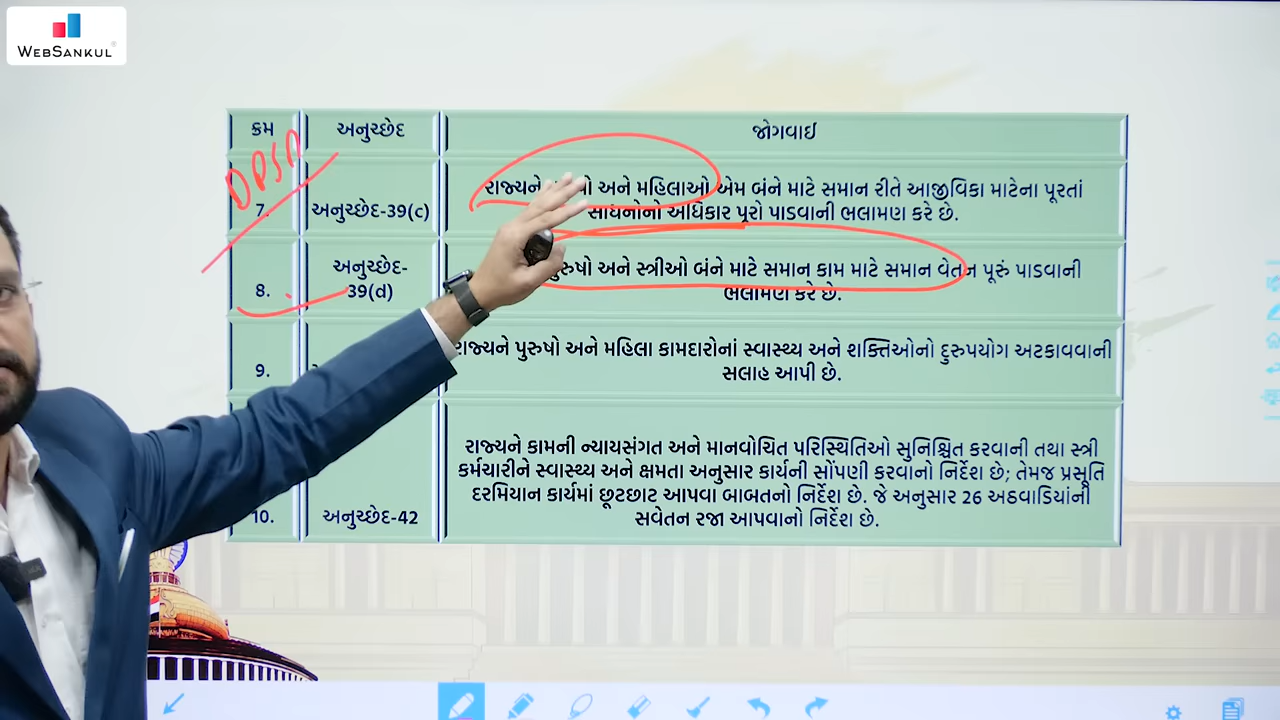 WEBSANKUL
ક્રમ અનુચ્છેદ જોગવાઈ
DPSP
7. અનુચ્છેદ-39(c) રાજ્યને અને મહિલાઓ એમ બંને માટે સમાન રીતે આજીવિકા માટેના પૂરતાં
સાધનોનો અધિકાર પૂરો પાડવાની ભલામણ કરે છે.
8. અનુચ્છેદ-
39(d)
અને સ્ત્રીઓ બંને માટે સમાન કામ માટે સમાન વેતન પૂરું પાડવાની
ભલામણ કરે છે.
9. રાજ્યને પુરુષો અને મહિલા કામદારોનાં સ્વાસ્થ્ય અને શક્તિઓનો દુરુપયોગ અટકાવવાની
સલાહ આપી છે.
10. અનુચ્છેદ-42
રાજ્યને કામની ન્યાયસંગત અને માનવોચિત પરિસ્થિતિઓ સુનિશ્ચિત કરવાની તથા સ્ત્રી
કર્મચારીને સ્વાસ્થ્ય અને ક્ષમતા અનુસાર કાર્યની સોંપણી કરવાનો નિર્દેશ છે; તેમજ પ્રસૂતિ
દરમિયાન કાર્યમાં છૂટછાટ આપવા બાબતનો નિર્દેશ છે. જે અનુસાર 26 અઠવાડિયાંની
સવેતન રજા આપવાનો નિર્દેશ છે.